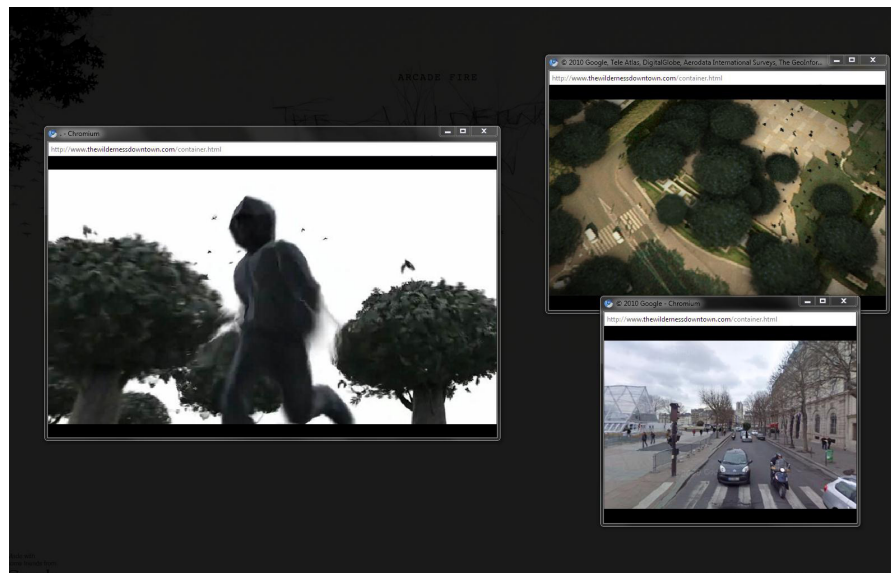 ARCADE FIRE
© 2010 Google, Tele Atlas, DigitalGlobe, Aerodata International Surveys, The GeoInfor...
http://www.thewildernessdowntown.com/container.html
. - Chromium
http://www.thewildernessdowntown.com/container.html
© 2010 Google - Chromium
http://www.thewildernessdowntown.com/container.html